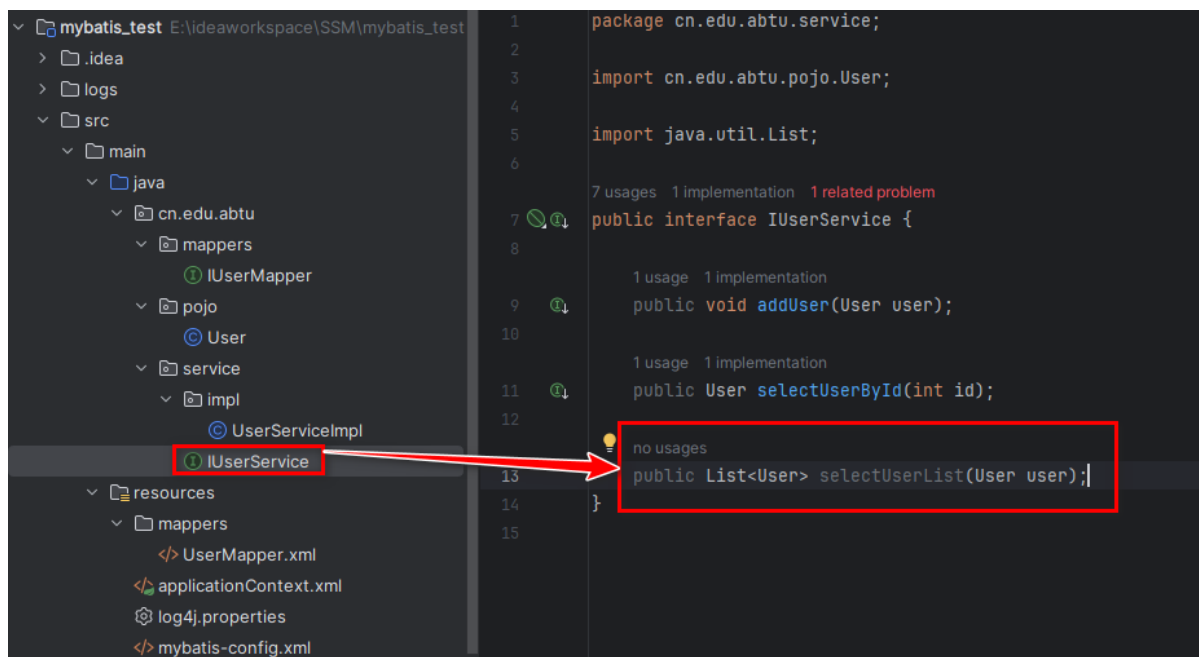 mybatis_test E:\ideaworkspace\SSM\mybatis_test
.idea
logs
src
main
java
cn.edu.abtu
mappers
IUserMapper
pojo
User
service
impl
UserServiceImpl
IUserService
resources
mappers
UserMapper.xml
applicationContext.xml
log4j.properties
mybatis-config.xml
1 package cn.edu.abtu.service;
2
3 import cn.edu.abtu.pojo.User;
4
5 import java.util.List;
6
7 usages 1 implementation 1 related problem
7 public interface IUserService {
8
1 usage 1 implementation
9 public void addUser(User user);
10
1 usage 1 implementation
11 public User selectUserById(int id);
12
no usages
13 public List<User> selectUserList(User user);
14 }
15